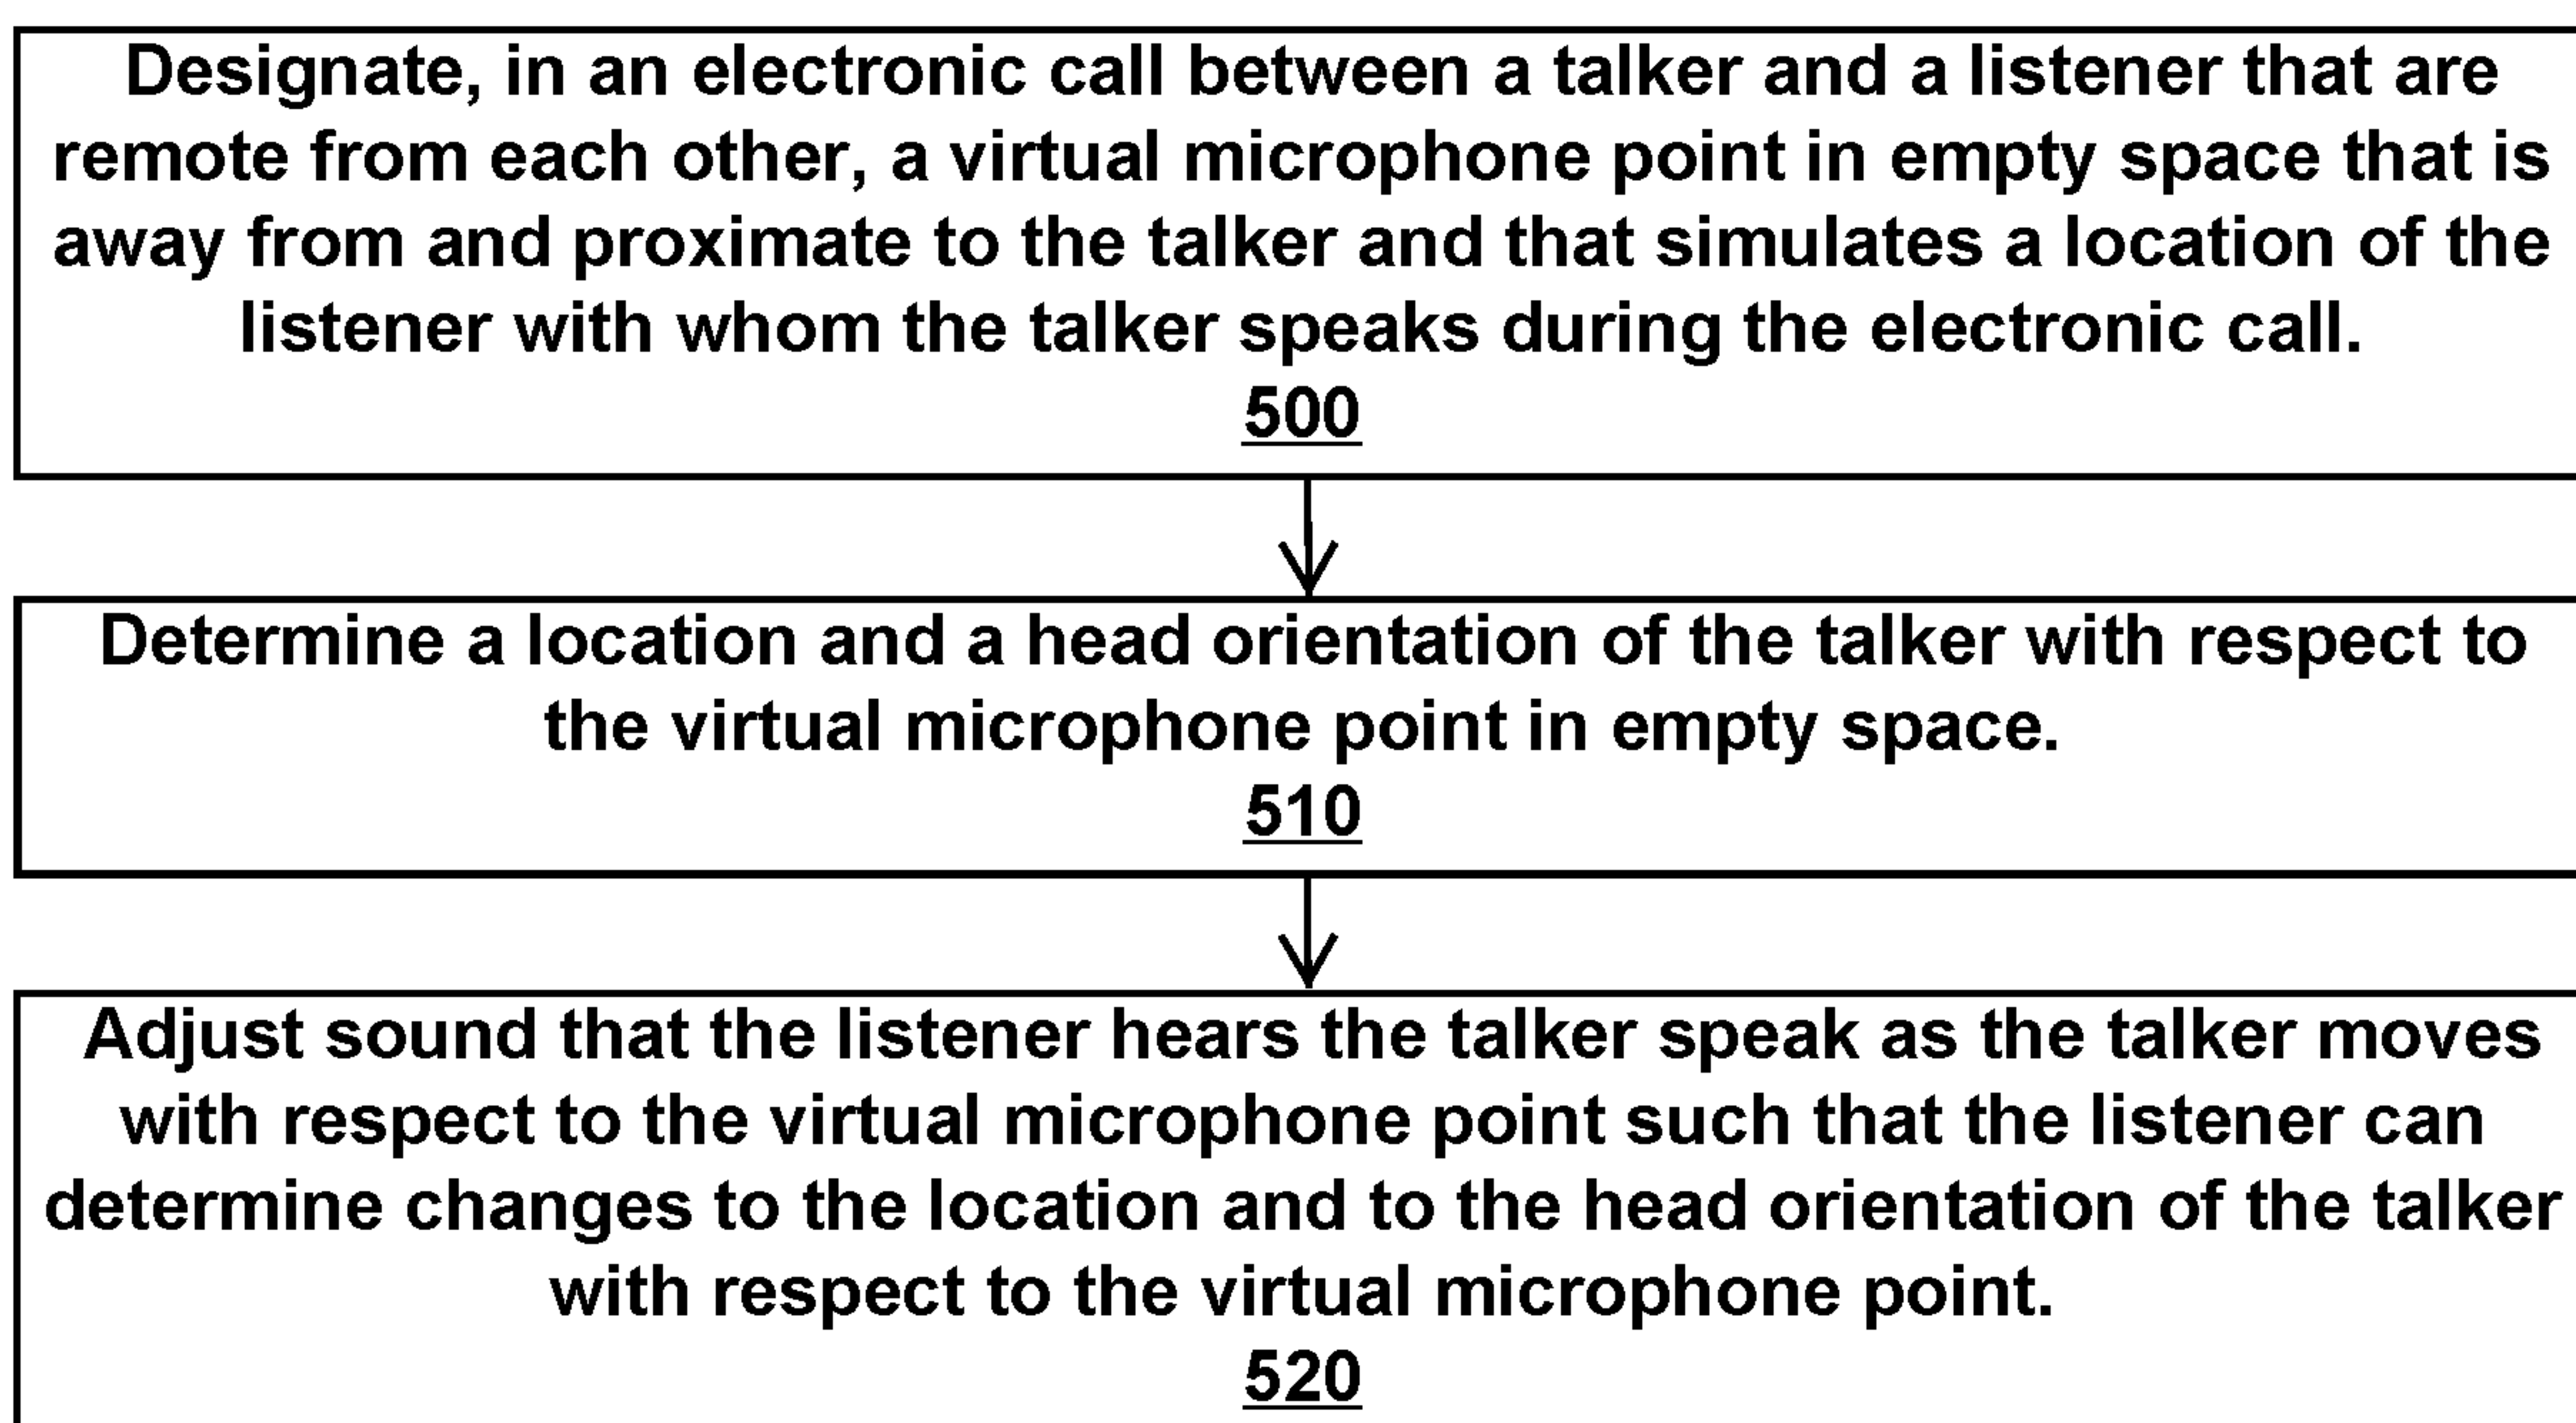 Designate, in an electronic call between a talker and a listener that are
remote from each other, a virtual microphone point in empty space that is
away from and proximate to the talker and that simulates a location of the
listener with whom the talker speaks during the electronic call.
500
Determine a location and a head orientation of the talker with respect to
the virtual microphone point in empty space.
510
Adjust sound that the listener hears the talker speak as the talker moves
with respect to the virtual microphone point such that the listener can
determine changes to the location and to the head orientation of the talker
with respect to the virtual microphone point.
520